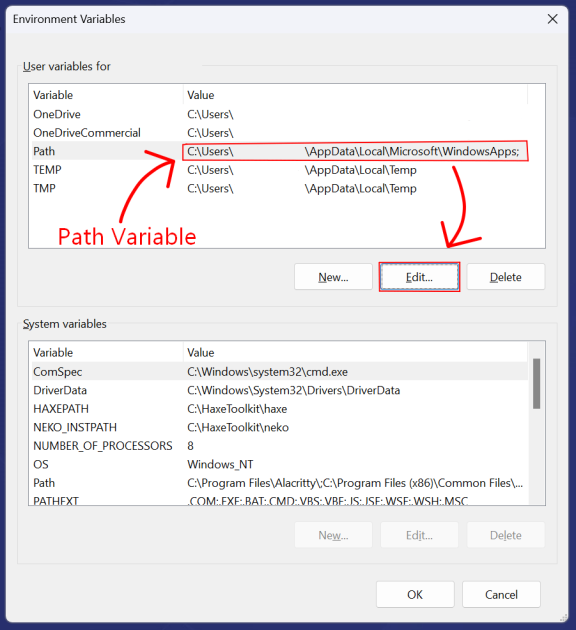 Environment Variables
User variables for
Variable Value
OneDrive C:\Users\
OneDriveCommercial C:\Users\
Path C:\Users\ \AppData\Local\Microsoft\WindowsApps;
TEMP C:\Users\ \AppData\Local\Temp
TMP C:\Users\ \AppData\Local\Temp
Path Variable
New... Edit... Delete
System variables
Variable Value
ComSpec C:\Windows\system32\cmd.exe
DriverData C:\Windows\System32\Drivers\DriverData
HAXEPATH C:\HaxeToolkit\haxe
NEKO_INSTPATH C:\HaxeToolkit\neko
NUMBER_OF_PROCESSORS 8
OS Windows_NT
Path C:\Program Files\Alacritty\;C:\Program Files (x86)\Common Files\...
PATHEXT .COM;.EXE;.BAT;.CMD;.VBS;.VBE;.JS;.JSE;.WSF;.WSH;.MSC
New... Edit... Delete
OK Cancel